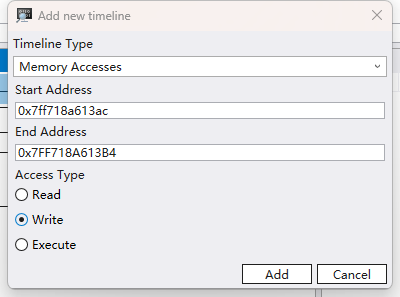 Add new timeline
Timeline Type
Memory Accesses
Start Address
0x7ff718a613ac
End Address
0x7FF718A613B4
Access Type
Read
Write
Execute
Add Cancel